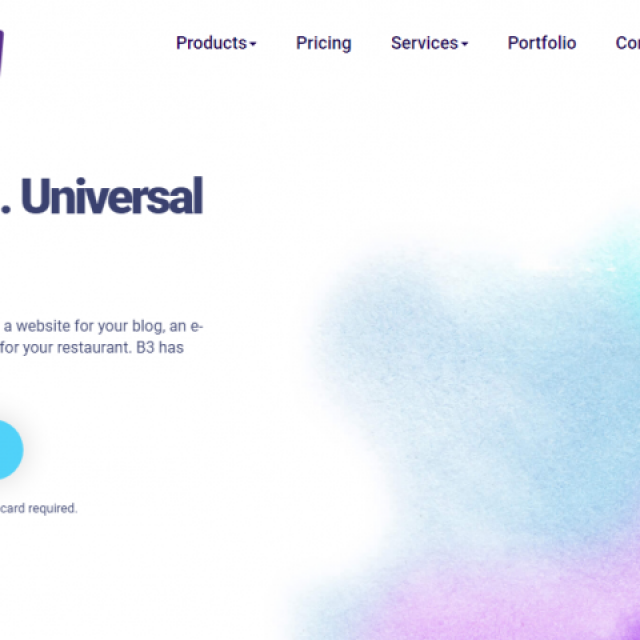 Products Pricing Services Portfolio Co
. Universal
a website for your blog, an e-
for your restaurant. B3 has
card required.